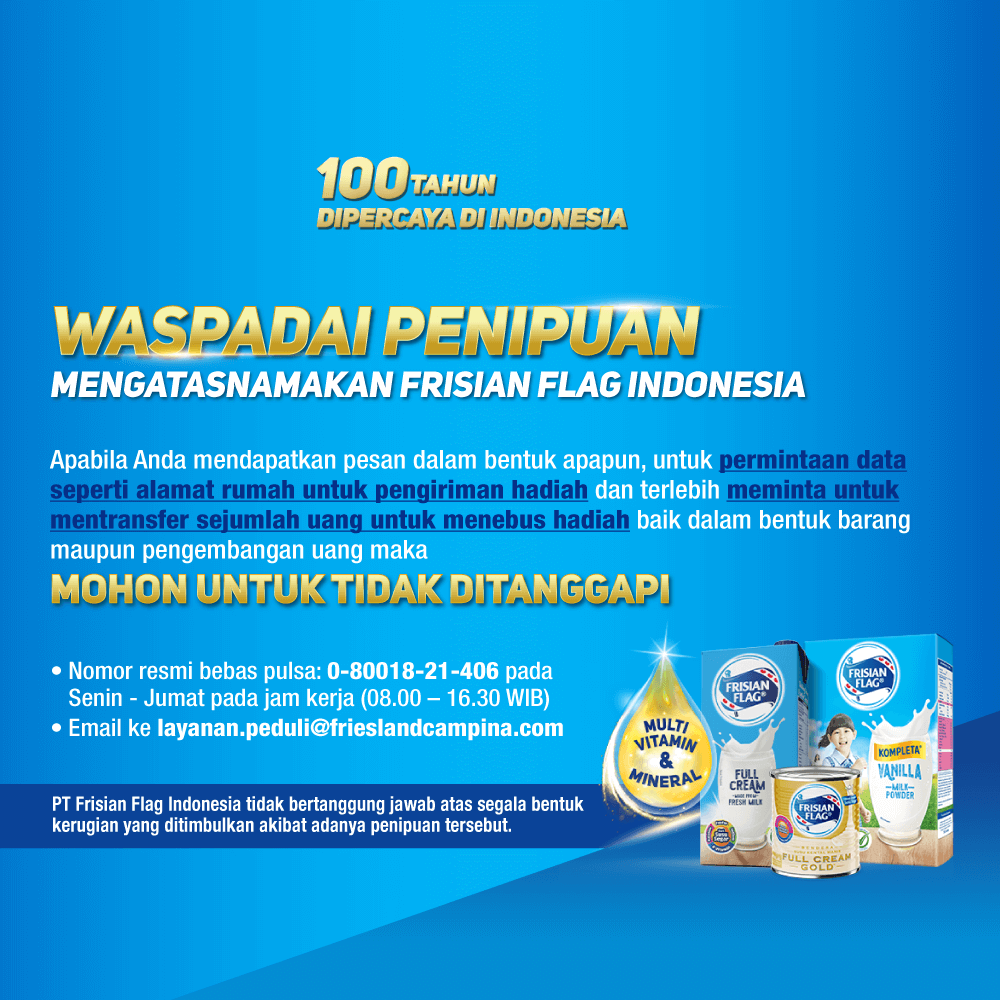 100 TAHUN
DIPERCAYA DI INDONESIA
WASPADAI PENIPUAN
MENGATASNAMAKAN FRISIAN FLAG INDONESIA
Apabila Anda mendapatkan pesan dalam bentuk apapun, untuk permintaan data
seperti alamat rumah untuk pengiriman hadiah dan terlebih meminta untuk
mentransfer sejumlah uang untuk menebus hadiah baik dalam bentuk barang
maupun pengembangan uang maka
MOHON UNTUK TIDAK DITANGGAPI
• Nomor resmi bebas pulsa: 0-80018-21-406 pada
Senin - Jumat pada jam kerja (08.00 – 16.30 WIB)
• Email ke layanan.peduli@frieslandcampina.com
PT Frisian Flag Indonesia tidak bertanggung jawab atas segala bentuk
kerugian yang ditimbulkan akibat adanya penipuan tersebut.
MULTI
VITAMIN
&
MINERAL
FRISIAN
FLAG®
FULL
CREAM
MADE FROM
FRESH MILK
FRISIAN
FLAG®
KOMPLETA
VANILLA
MILK
POWDER
FRISIAN
FLAG®
FULL CREAM
GOLD